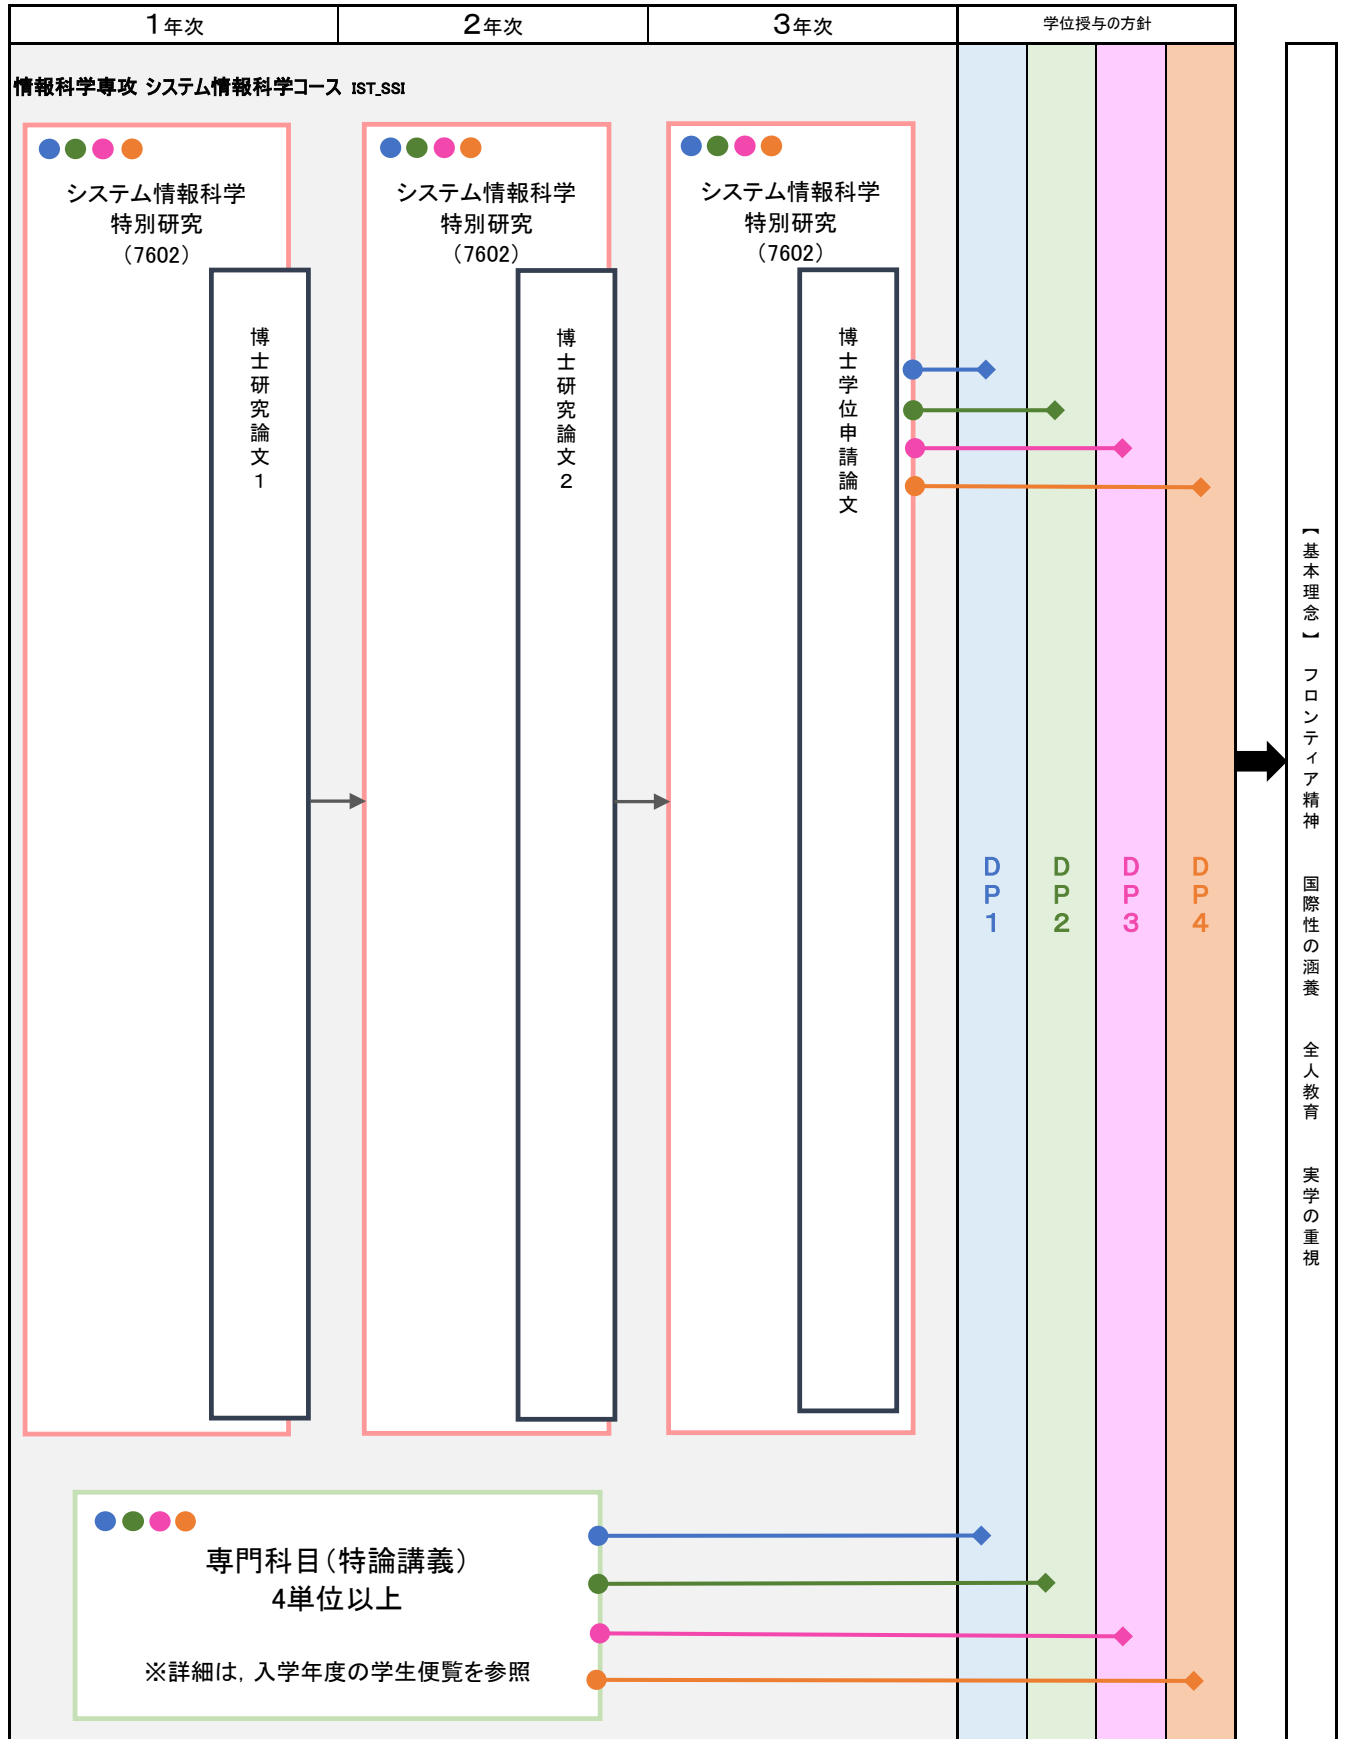 1年次
2年次
3年次
学位授与の方針
情報科学専攻 システム情報科学コース IST_SSI
システム情報科学
特別研究
（7602）
博士研究論文1
システム情報科学
特別研究
（7602）
博士研究論文2
システム情報科学
特別研究
（7602）
博士学位申請論文
DP1
DP2
DP3
DP4
【基本理念】 フロンティア精神 国際性の涵養 全人教育 実学の重視
専門科目（特論講義）
4単位以上
※詳細は，入学年度の学生便覧を参照